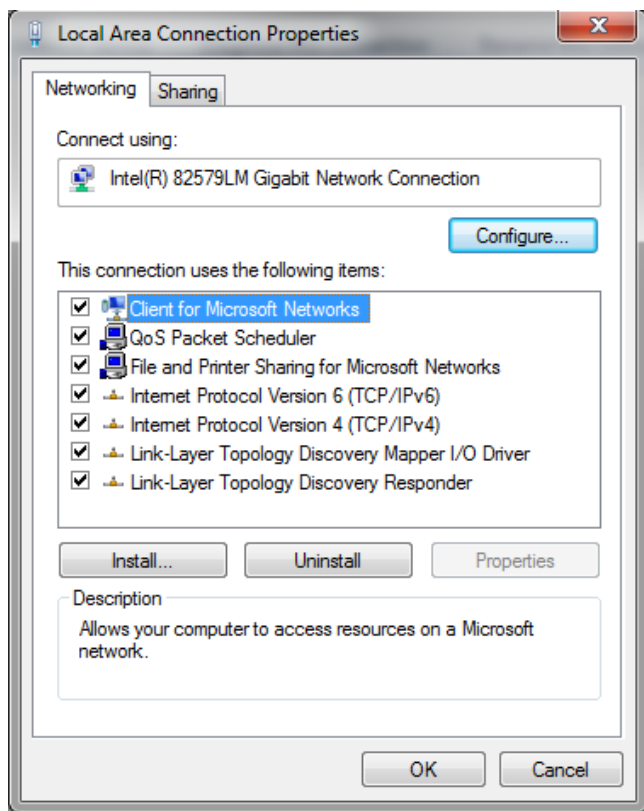 Local Area Connection Properties
Networking
Sharing
Connect using:
Intel(R) 82579LM Gigabit Network Connection
Configure...
This connection uses the following items:
Client for Microsoft Networks
QoS Packet Scheduler
File and Printer Sharing for Microsoft Networks
Internet Protocol Version 6 (TCP/IPv6)
Internet Protocol Version 4 (TCP/IPv4)
Link-Layer Topology Discovery Mapper I/O Driver
Link-Layer Topology Discovery Responder
Install...
Uninstall
Properties
Description
Allows your computer to access resources on a Microsoft
network.
OK
Cancel